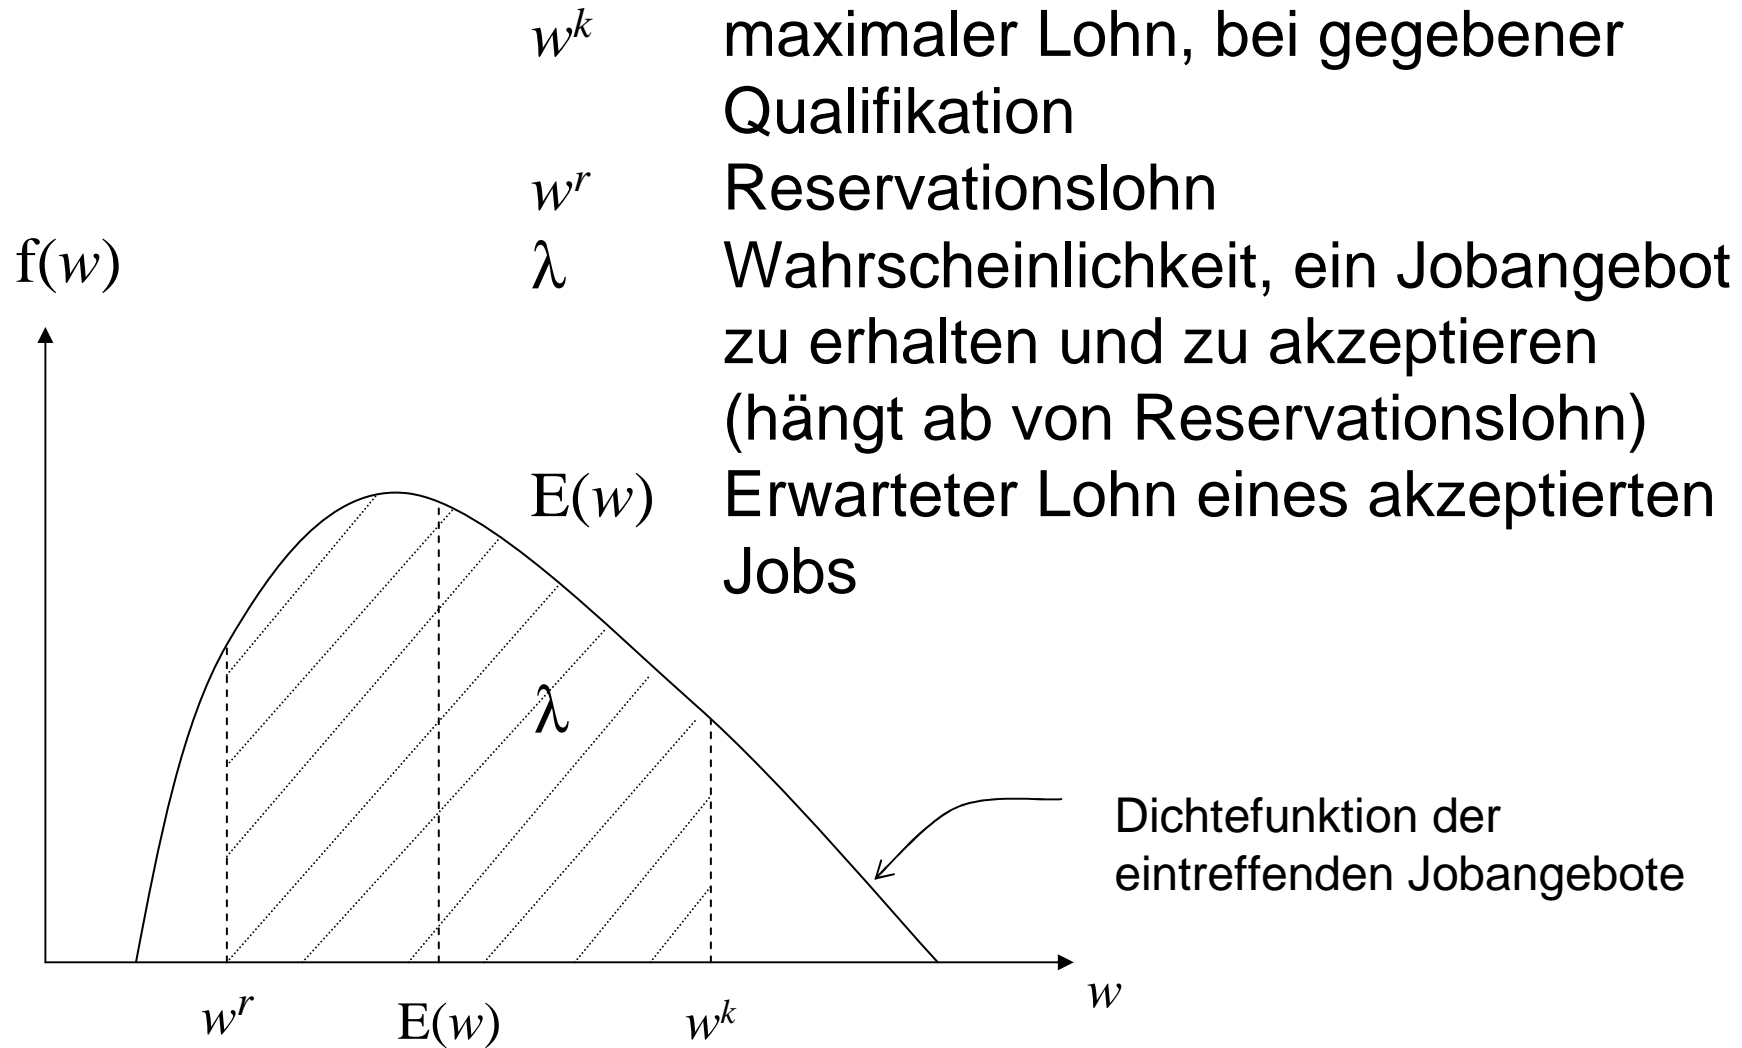 w^k maximaler Lohn, bei gegebener
Qualifikation
w^r Reservationslohn
λ Wahrscheinlichkeit, ein Jobangebot
zu erhalten und zu akzeptieren
(hängt ab von Reservationslohn)
E(w) Erwarteter Lohn eines akzeptierten
Jobs
f(w)
λ
Dichtefunktion der
eintreffenden Jobangebote
w^r E(w) w^k w